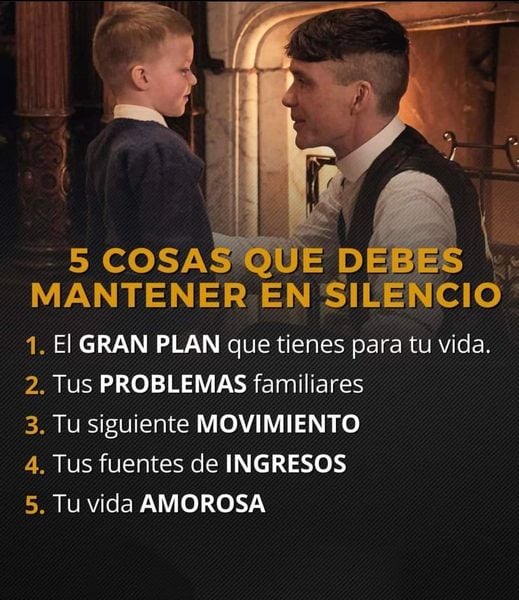 5 COSAS QUE DEBES
MANTENER EN SILENCIO
1. El GRAN PLAN que tienes para tu vida.
2. Tus PROBLEMAS familiares
3. Tu siguiente MOVIMIENTO
4. Tus fuentes de INGRESOS
5. Tu vida AMOROSA